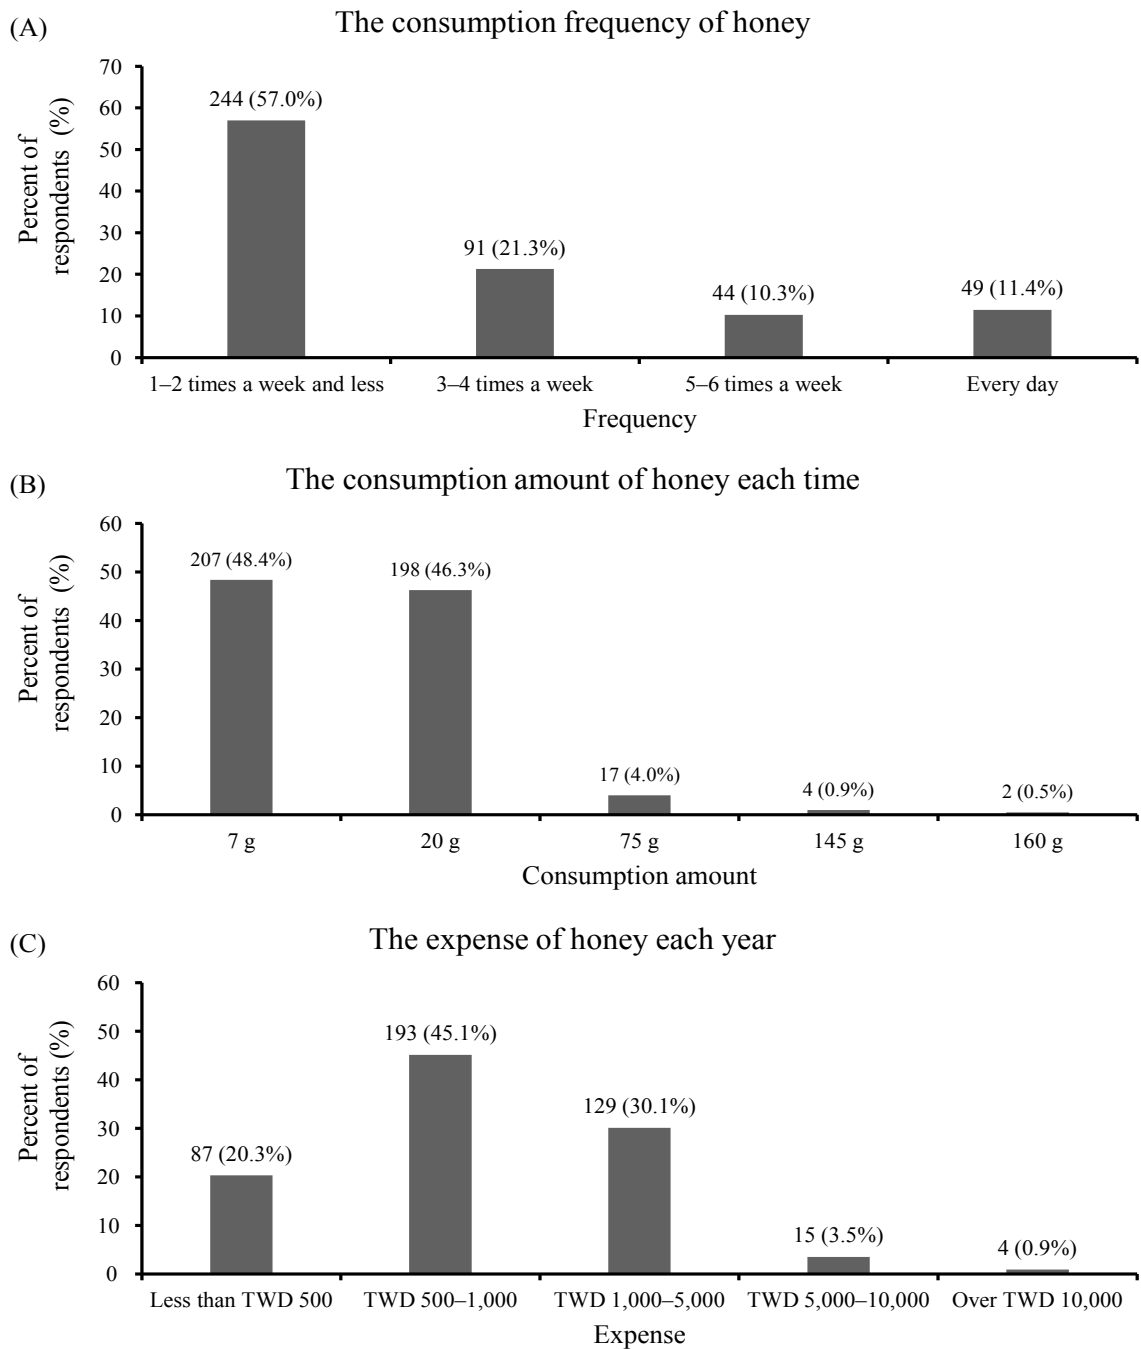 (A)
The consumption frequency of honey
Percent of
respondents (%)
70
60
50
40
30
20
10
0
244 (57.0%)
91 (21.3%)
44 (10.3%)
49 (11.4%)
1–2 times a week and less
3–4 times a week
5–6 times a week
Every day
Frequency
(B)
The consumption amount of honey each time
Percent of
respondents (%)
60
50
40
30
20
10
0
207 (48.4%)
198 (46.3%)
17 (4.0%)
4 (0.9%)
2 (0.5%)
7 g
20 g
75 g
145 g
160 g
Consumption amount
(C)
The expense of honey each year
Percent of
respondents (%)
60
50
40
30
20
10
0
87 (20.3%)
193 (45.1%)
129 (30.1%)
15 (3.5%)
4 (0.9%)
Less than TWD 500
TWD 500–1,000
TWD 1,000–5,000
TWD 5,000–10,000
Over TWD 10,000
Expense